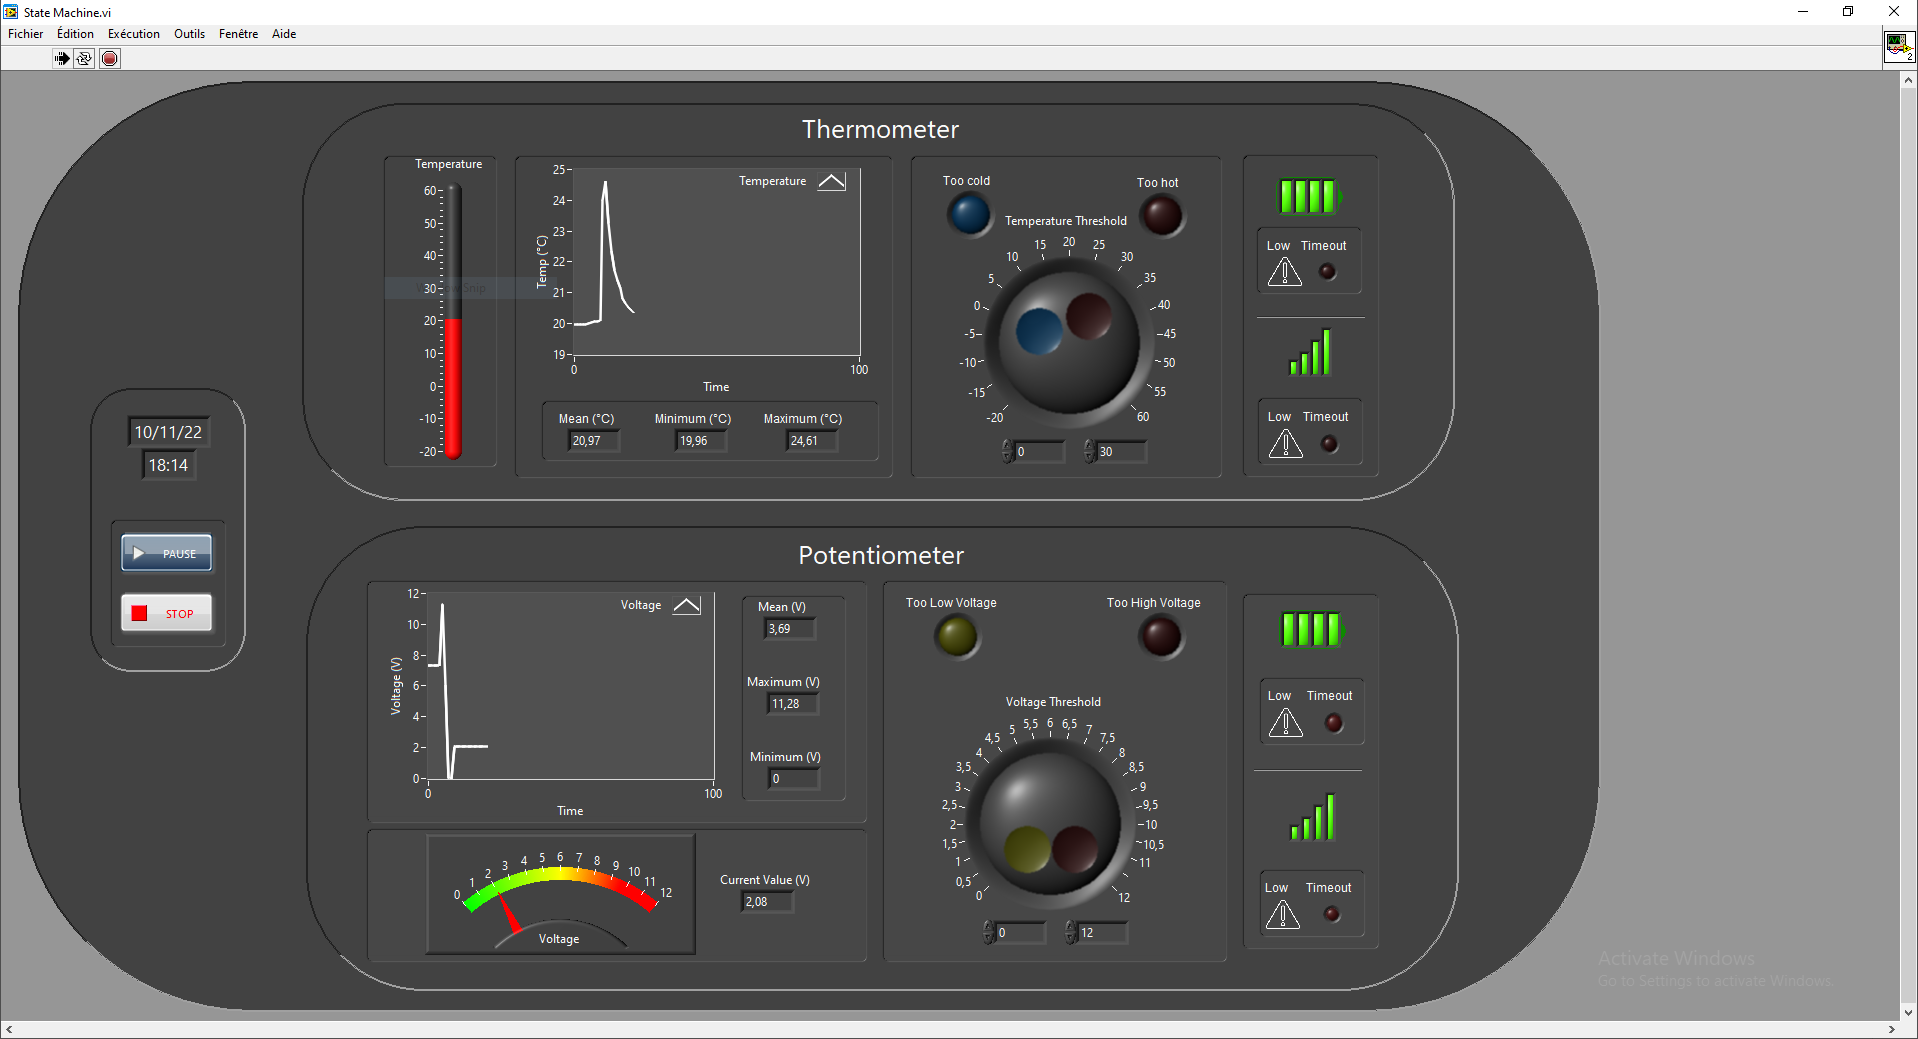 State Machine.vi
Fichier Édition Exécution Outils Fenêtre Aide
2
Thermometer
Temperature
60
50
40
30
20
10
0
-10
-20
Temperature
Temp (°C)
25
24
23
22
21
20
19
0 100
Time
Mean (°C) Minimum (°C) Maximum (°C)
20,97 19,96 24,61
Too cold Too hot
Temperature Threshold
-20 -15 -10 -5 0 5 10 15 20 25 30 35 40 45 50 55 60
0 30
Low Timeout
Low Timeout
10/11/22
18:14
PAUSE
STOP
Potentiometer
Voltage
Voltage (V)
12
10
8
6
4
2
0
0 100
Time
Mean (V)
3,69
Maximum (V)
11,28
Minimum (V)
0
0 1 2 3 4 5 6 7 8 9 10 11 12
Voltage
Current Value (V)
2,08
Too Low Voltage Too High Voltage
Voltage Threshold
0 0,5 1 1,5 2 2,5 3 3,5 4 4,5 5 5,5 6 6,5 7 7,5 8 8,5 9 9,5 10 10,5 11 12
0 12
Low Timeout
Low Timeout
Activate Windows
Go to Settings to activate Windows.